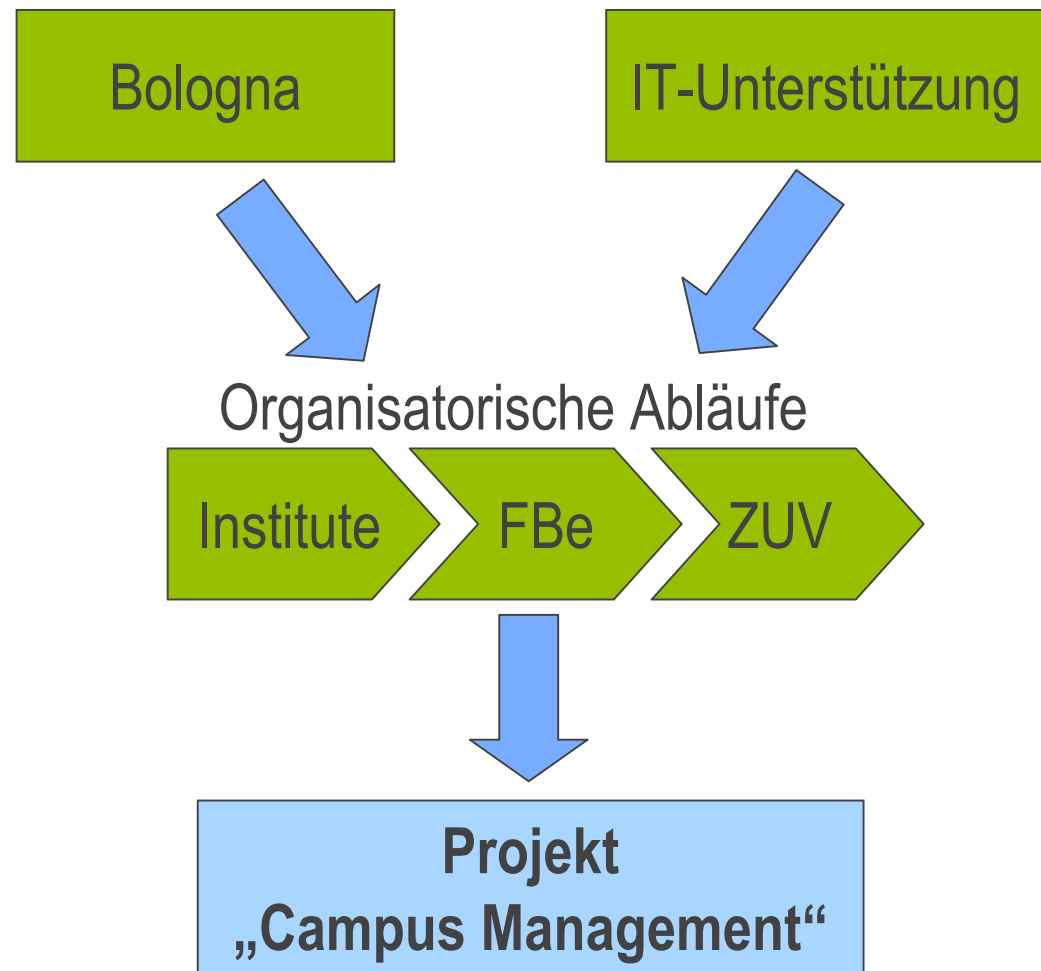 Bologna
IT-Unterstützung
Organisatorische Abläufe
Institute
FBe
ZUV
Projekt
„Campus Management“